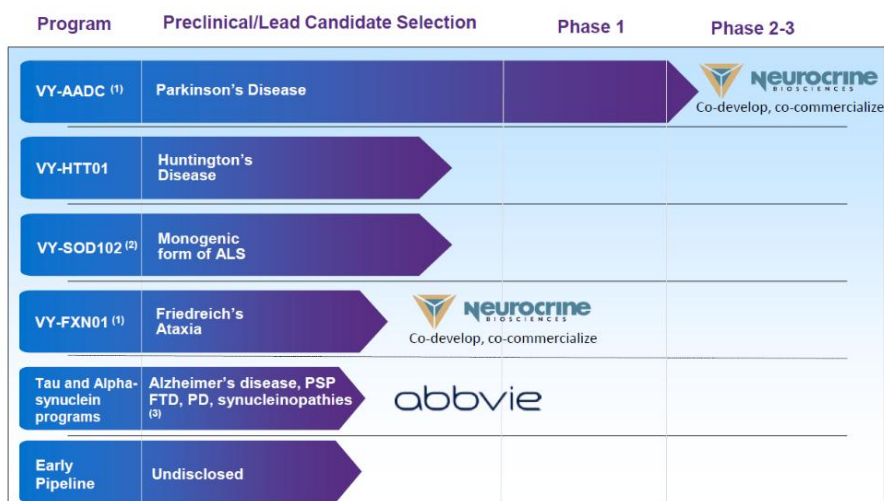 Program Preclinical/Lead Candidate Selection Phase 1 Phase 2-3
VY-AADC (1) Parkinson’s Disease
NEUROCRINE
BIOSCIENCES
Co-develop, co-commercialize
VY-HTT01
Huntington’s
Disease
VY-SOD102 (2)
Monogenic
form of ALS
VY-FXN01 (1)
Friedreich’s
Ataxia
NEUROCRINE
BIOSCIENCES
Co-develop, co-commercialize
Tau and Alpha-
synuclein
programs
Alzheimer’s disease, PSP
FTD, PD, synucleinopathies
(3)
abbvie
Early
Pipeline
Undisclosed